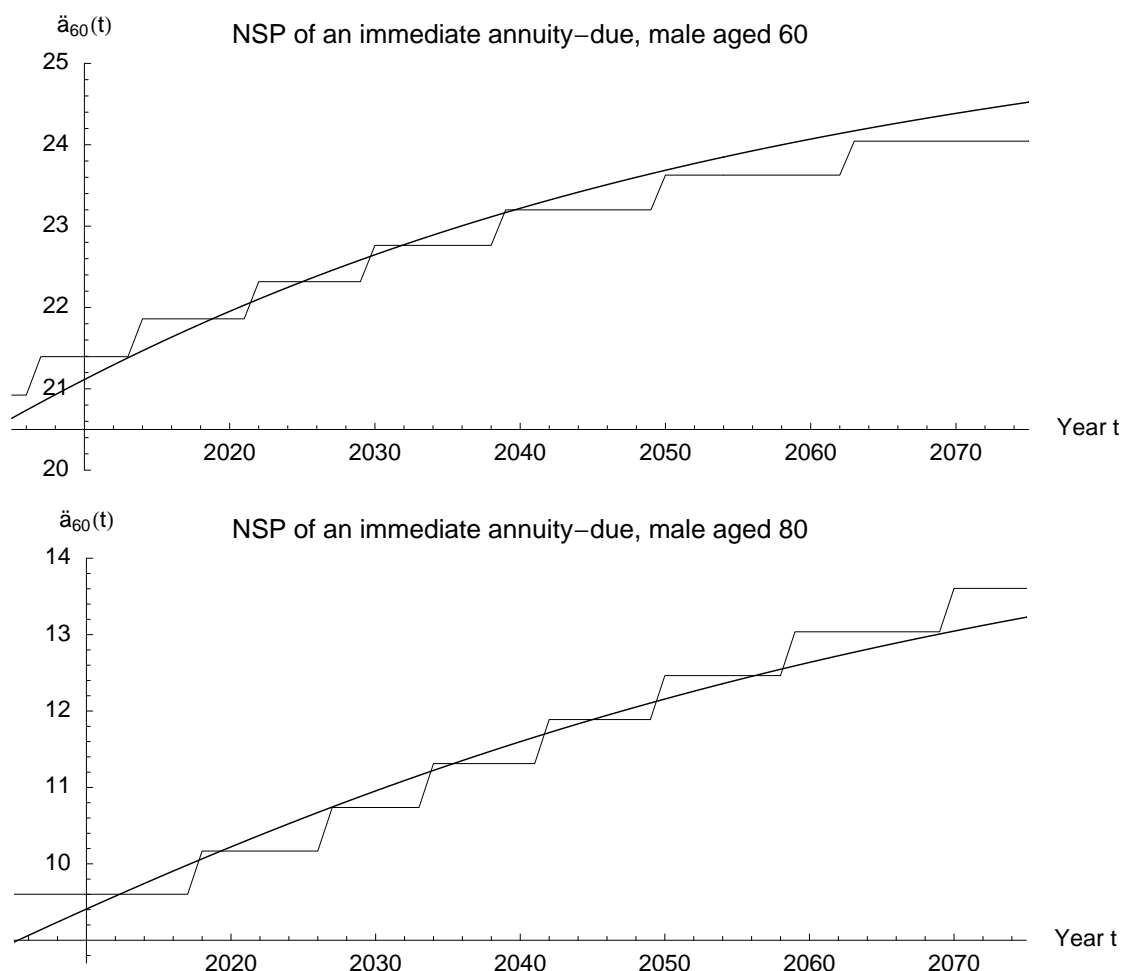 ä60(t)
NSP of an immediate annuity−due, male aged 60
25
24
23
22
21
20
2020 2030 2040 2050 2060 2070
Year t
ä60(t)
NSP of an immediate annuity−due, male aged 80
14
13
12
11
10
2020 2030 2040 2050 2060 2070
Year t